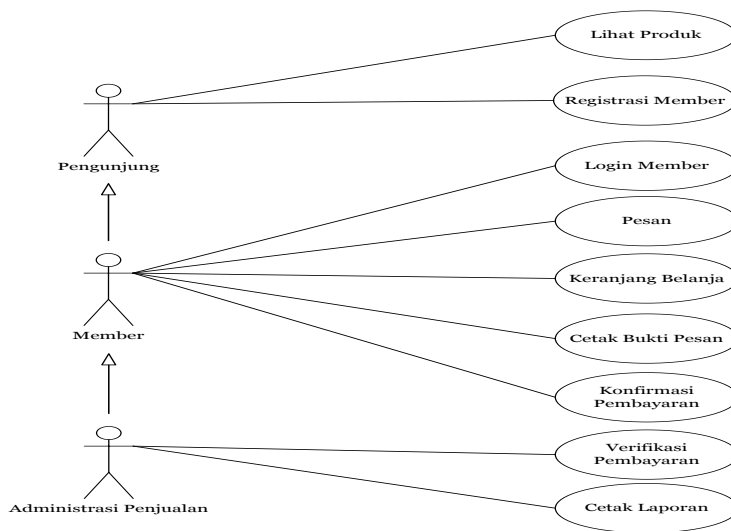 Lihat Produk
Registrasi Member
Pengunjung
Login Member
Pesan
Keranjang Belanja
Member
Cetak Bukti Pesan
Konfirmasi
Pembayaran
Verifikasi
Pembayaran
Administrasi Penjualan
Cetak Laporan